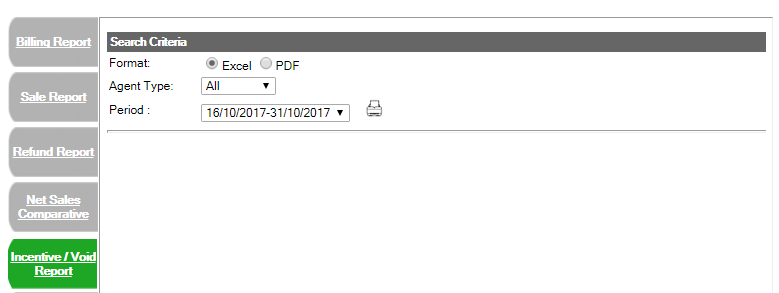 Billing Report
Sale Report
Refund Report
Net Sales
Comparative
Incentive / Void
Report
Search Criteria
Format: Excel PDF
Agent Type: All
Period : 16/10/2017-31/10/2017